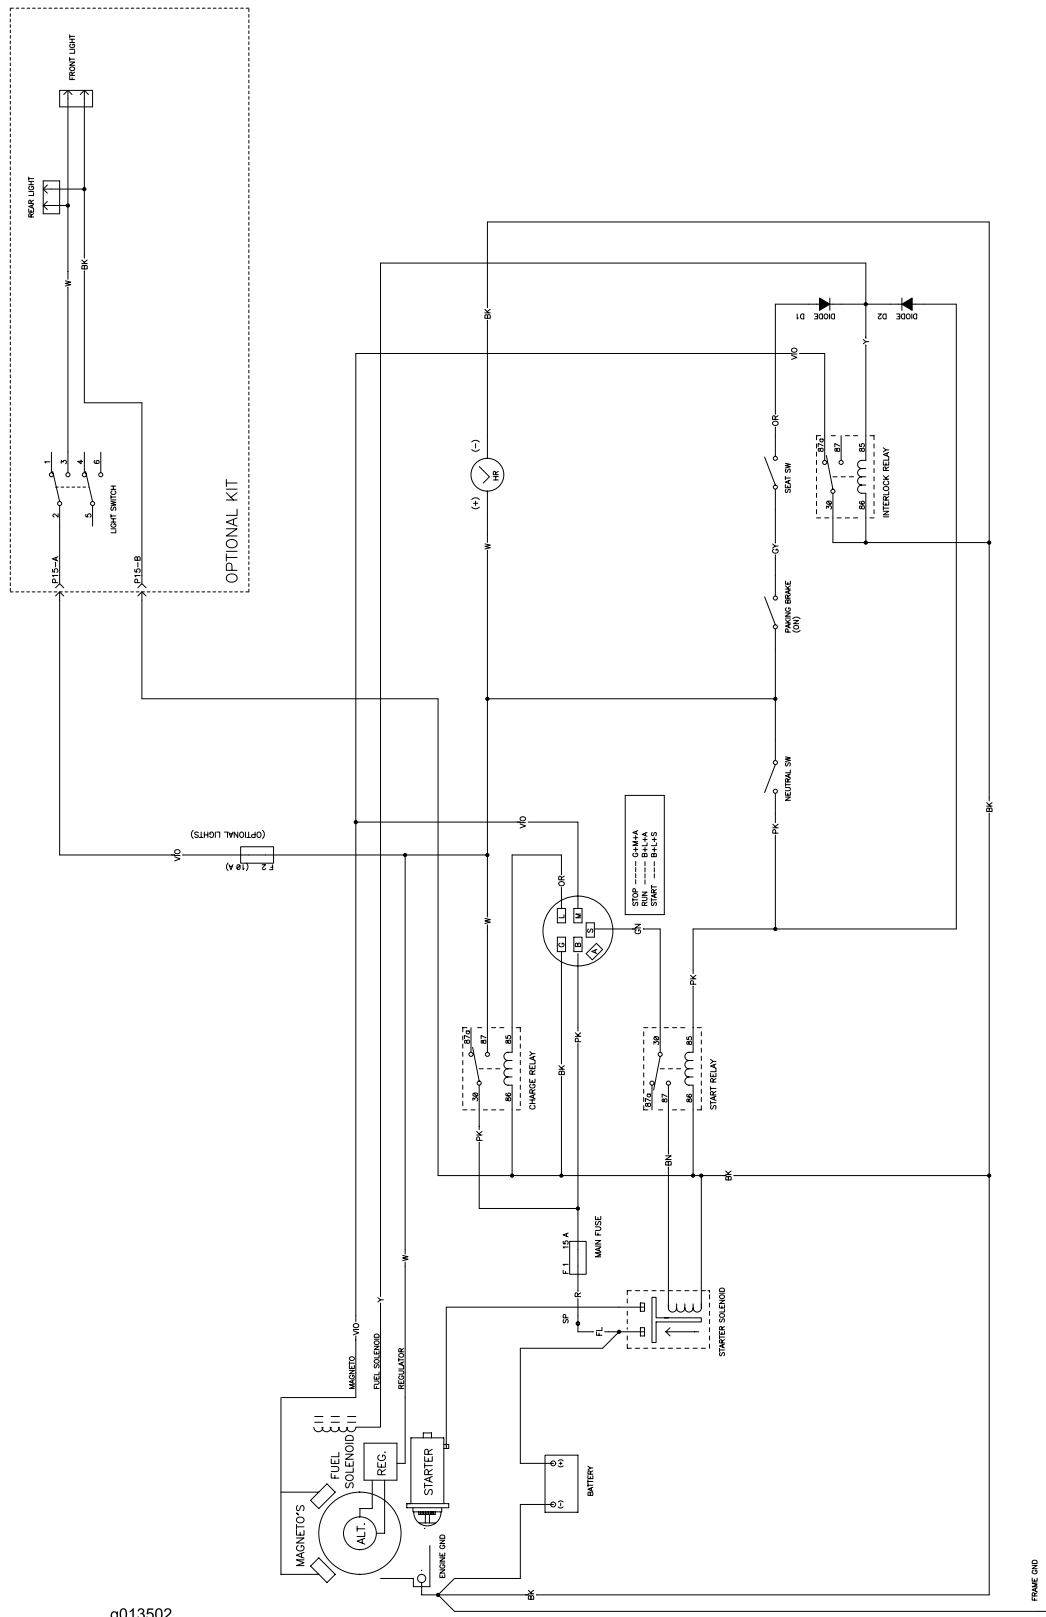 FRONT LIGHT
REAR LIGHT
W
BK
1
3
4
6
2
5
LIGHT SWITCH
P15-A
P15-B
OPTIONAL KIT
BK
VIO
D1
DIODE
D2
DIODE
Y
OR
(-)
HR
(+)
SEAT SW
87a
87
85
30
86
INTERLOCK RELAY
W
GY
PAKING BRAKE
(ON)
NEUTRAL SW
PK
BK
(OPTIONAL LIGHTS)
F 2 (10 A)
VIO
VIO
STOP ---- G+M+A
RUN ---- B+L+A
START --- B+L+S
OR
L
M
G
B
S
A
GN
W
PK
PK
BK
87a
87
85
30
86
CHARGE RELAY
30
85
87a
87
86
START RELAY
PK
BN
BK
F 1 15 A
MAIN FUSE
R
SP
FL
STARTER SOLENOID
W
Y
VIO
MAGNETO
FUEL SOLENOID
REGULATOR
FUEL
SOLENOID
REG.
STARTER
MAGNETO'S
ALT.
(+)
(-)
BATTERY
ENGINE GND
BK
FRAME GND
g013502